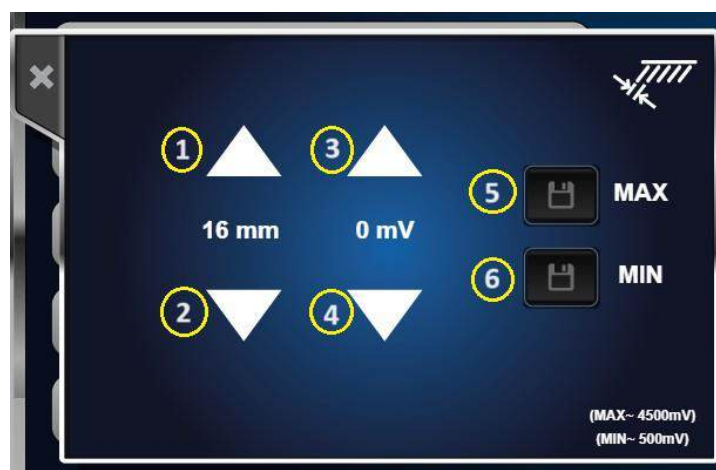 1 3
5 MAX
16 mm 0 mV
6 MIN
2 4
(MAX~ 4500mV)
(MIN~ 500mV)